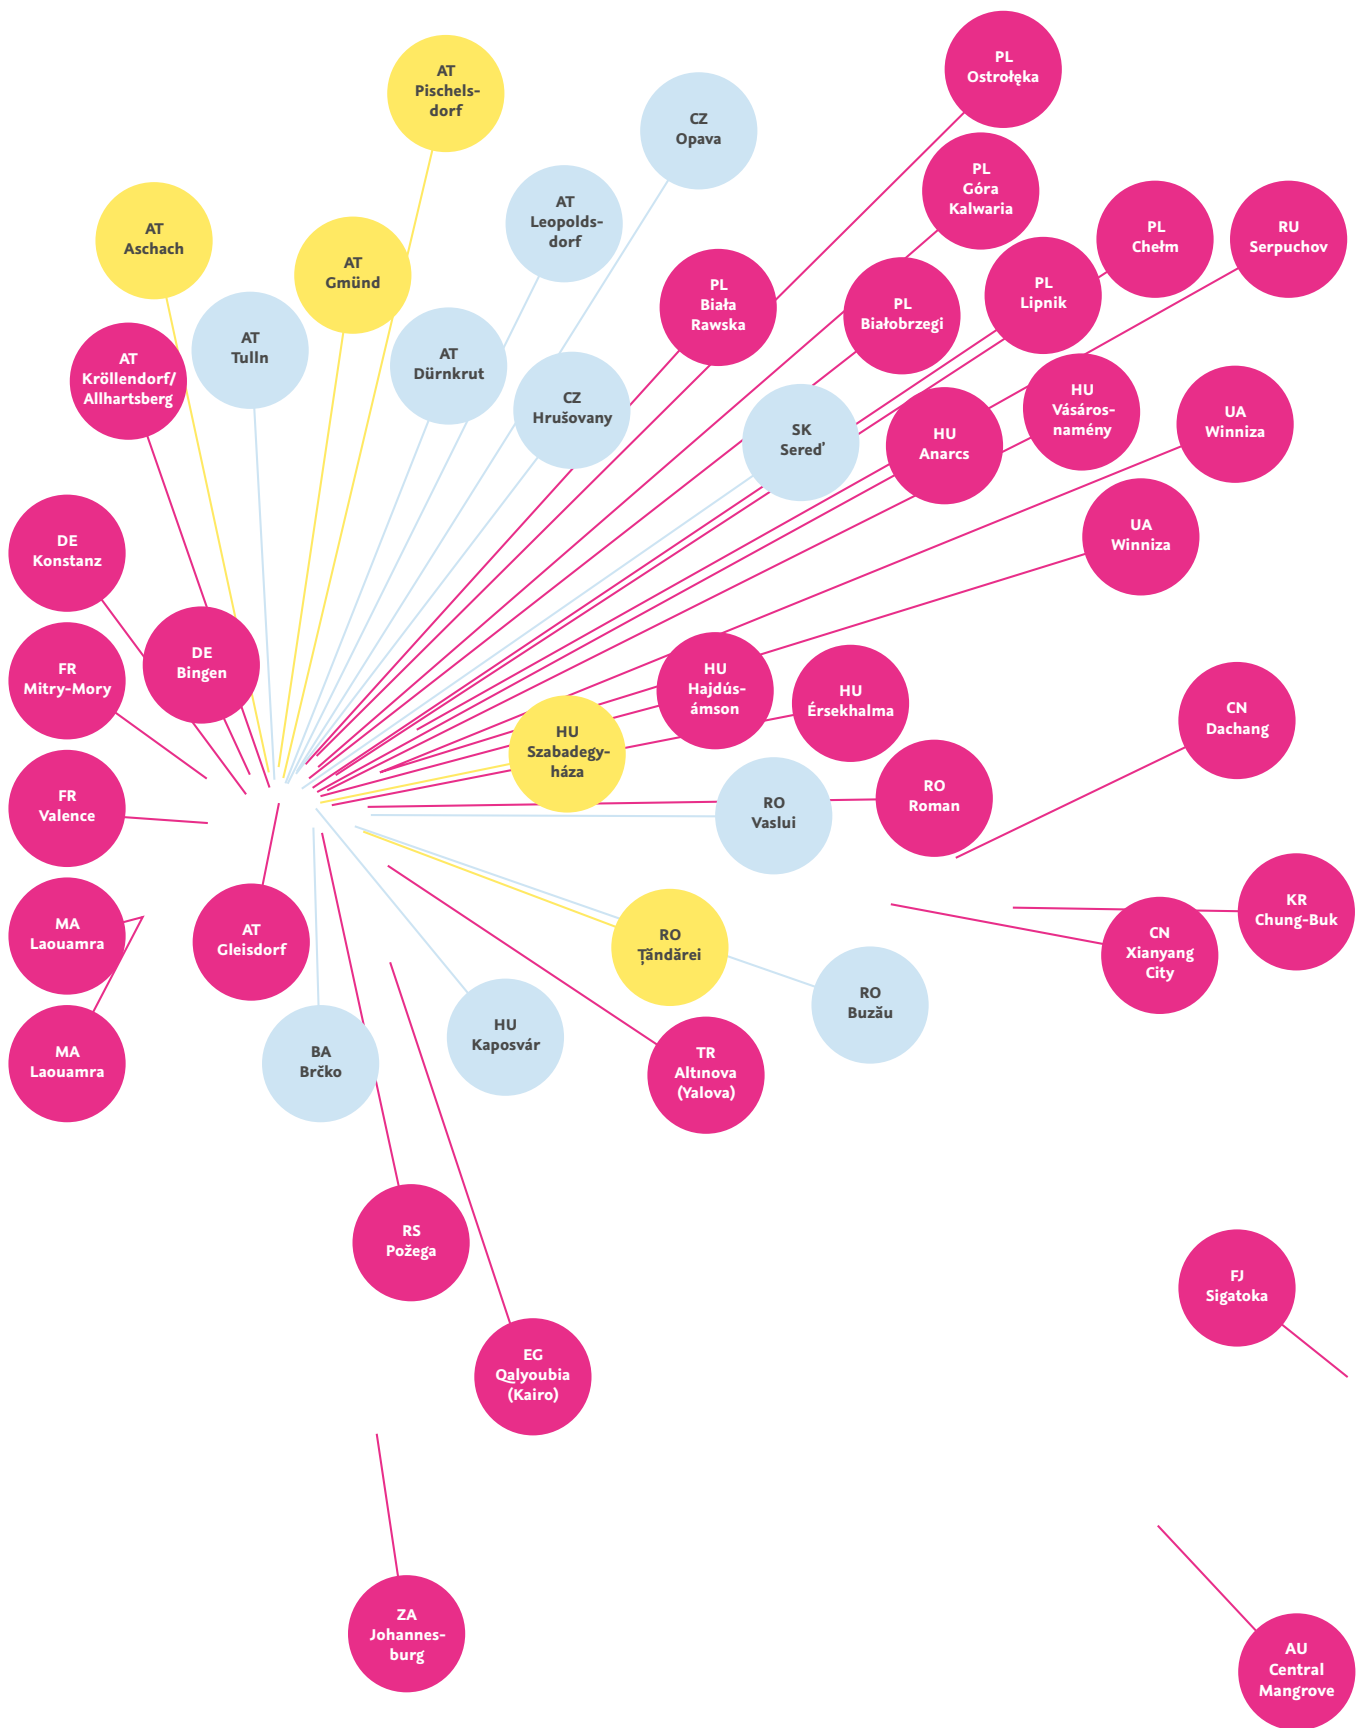 PL
Ostrołęka
AT
Pischels-
dorf
CZ
Opava
PL
Góra
Kalwaria
AT
Leopolds-
dorf
AT
Aschach
PL
Chełm
RU
Serpuchov
AT
Gmünd
PL
Biała
Rawska
PL
Białobrzegi
PL
Lipnik
AT
Tulln
AT
Dürnkrut
AT
Kröllendorf/
Allhartsberg
CZ
Hrušovany
HU
Vásáros-
namény
UA
Winniza
SK
Sereď
HU
Anarcs
DE
Konstanz
UA
Winniza
DE
Bingen
FR
Mitry-Mory
HU
Hajdús-
ámson
HU
Érsekhalma
CN
Dachang
HU
Szabadegy-
háza
FR
Valence
RO
Vaslui
RO
Roman
MA
Laouamra
AT
Gleisdorf
RO
Țăndărei
KR
Chung-Buk
CN
Xianyang
City
RO
Buzău
HU
Kaposvár
MA
Laouamra
BA
Brčko
TR
Altınova
(Yalova)
RS
Požega
FJ
Sigatoka
EG
Qalyoubia
(Kairo)
ZA
Johannes-
burg
AU
Central
Mangrove